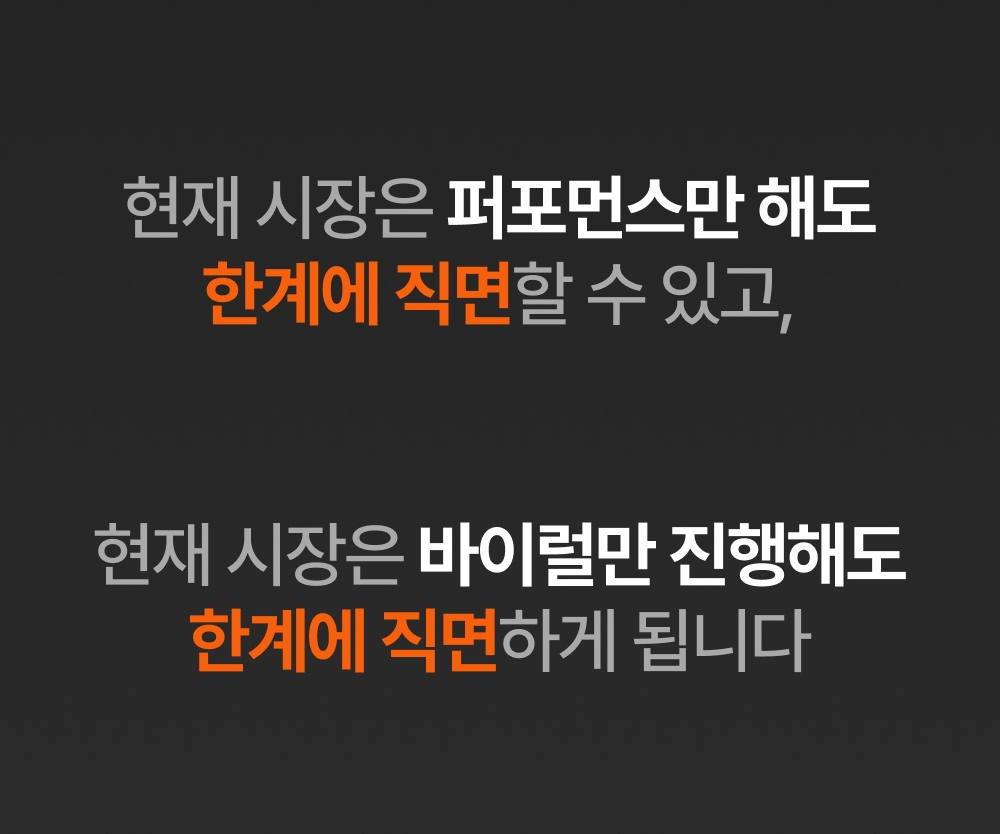 현재 시장은 퍼포먼스만 해도
한계에 직면할 수 있고,
현재 시장은 바이럴만 진행해도
한계에 직면하게 됩니다